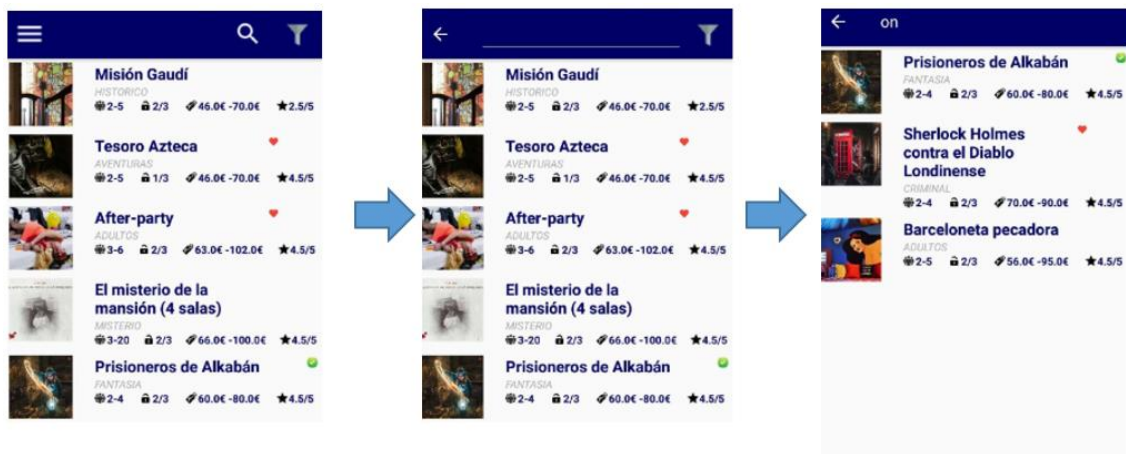 Misión Gaudí
HISTORICO
2-5 2/3 46.0€ -70.0€ 2.5/5
Tesoro Azteca
AVENTURAS
2-5 1/3 46.0€ -70.0€ 4.5/5
After-party
ADULTOS
3-6 2/3 63.0€ -102.0€ 4.5/5
El misterio de la
mansión (4 salas)
MISTERIO
3-20 2/3 66.0€ -100.0€ 4.5/5
Prisioneros de Alkabán
FANTASIA
2-4 2/3 60.0€ -80.0€ 4.5/5
Misión Gaudí
HISTORICO
2-5 2/3 46.0€ -70.0€ 2.5/5
Tesoro Azteca
AVENTURAS
2-5 1/3 46.0€ -70.0€ 4.5/5
After-party
ADULTOS
3-6 2/3 63.0€ -102.0€ 4.5/5
El misterio de la
mansión (4 salas)
MISTERIO
3-20 2/3 66.0€ -100.0€ 4.5/5
Prisioneros de Alkabán
FANTASIA
2-4 2/3 60.0€ -80.0€ 4.5/5
on
Prisioneros de Alkabán
FANTASIA
2-4 2/3 60.0€ -80.0€ 4.5/5
Sherlock Holmes
contra el Diablo
Londinense
CRIMINAL
2-4 2/3 70.0€ -90.0€ 4.5/5
Barceloneta pecadora
ADULTOS
2-5 2/3 56.0€ -95.0€ 4.5/5